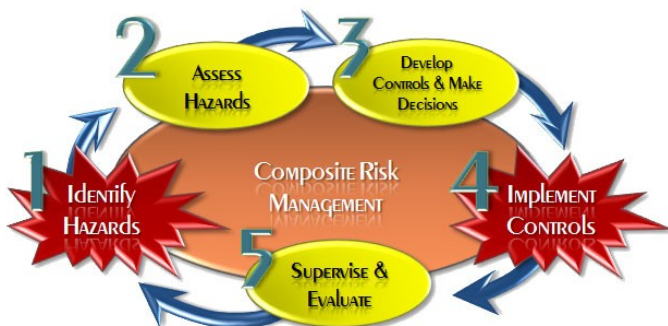 1
Identify
Hazards
2
Assess
Hazards
3
Develop
Controls & Make
Decisions
4
Implement
Controls
5
Supervise &
Evaluate
Composite Risk
Management